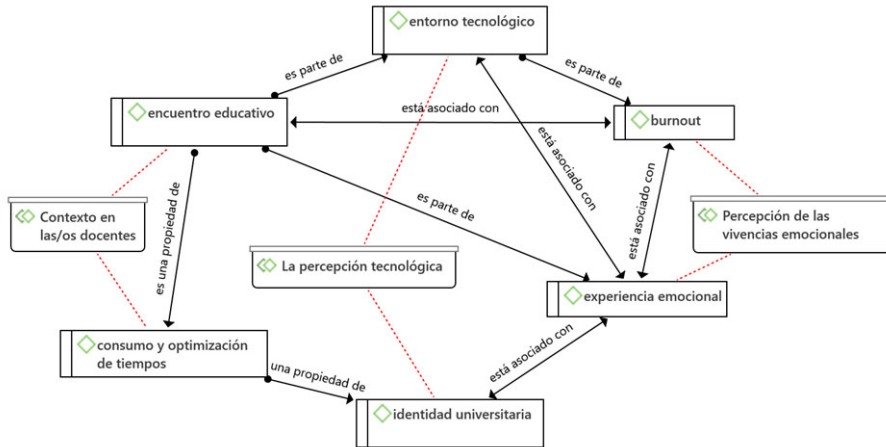 entorno tecnológico
es parte de
es parte de
encuentro educativo
está asociado con
burnout
está asociado con
está asociado con
es una propiedad de
es parte de
Contexto en
las/os docentes
La percepción tecnológica
Percepción de las
vivencias emocionales
experiencia emocional
consumo y optimización
de tiempos
una propiedad de
está asociado con
identidad universitaria